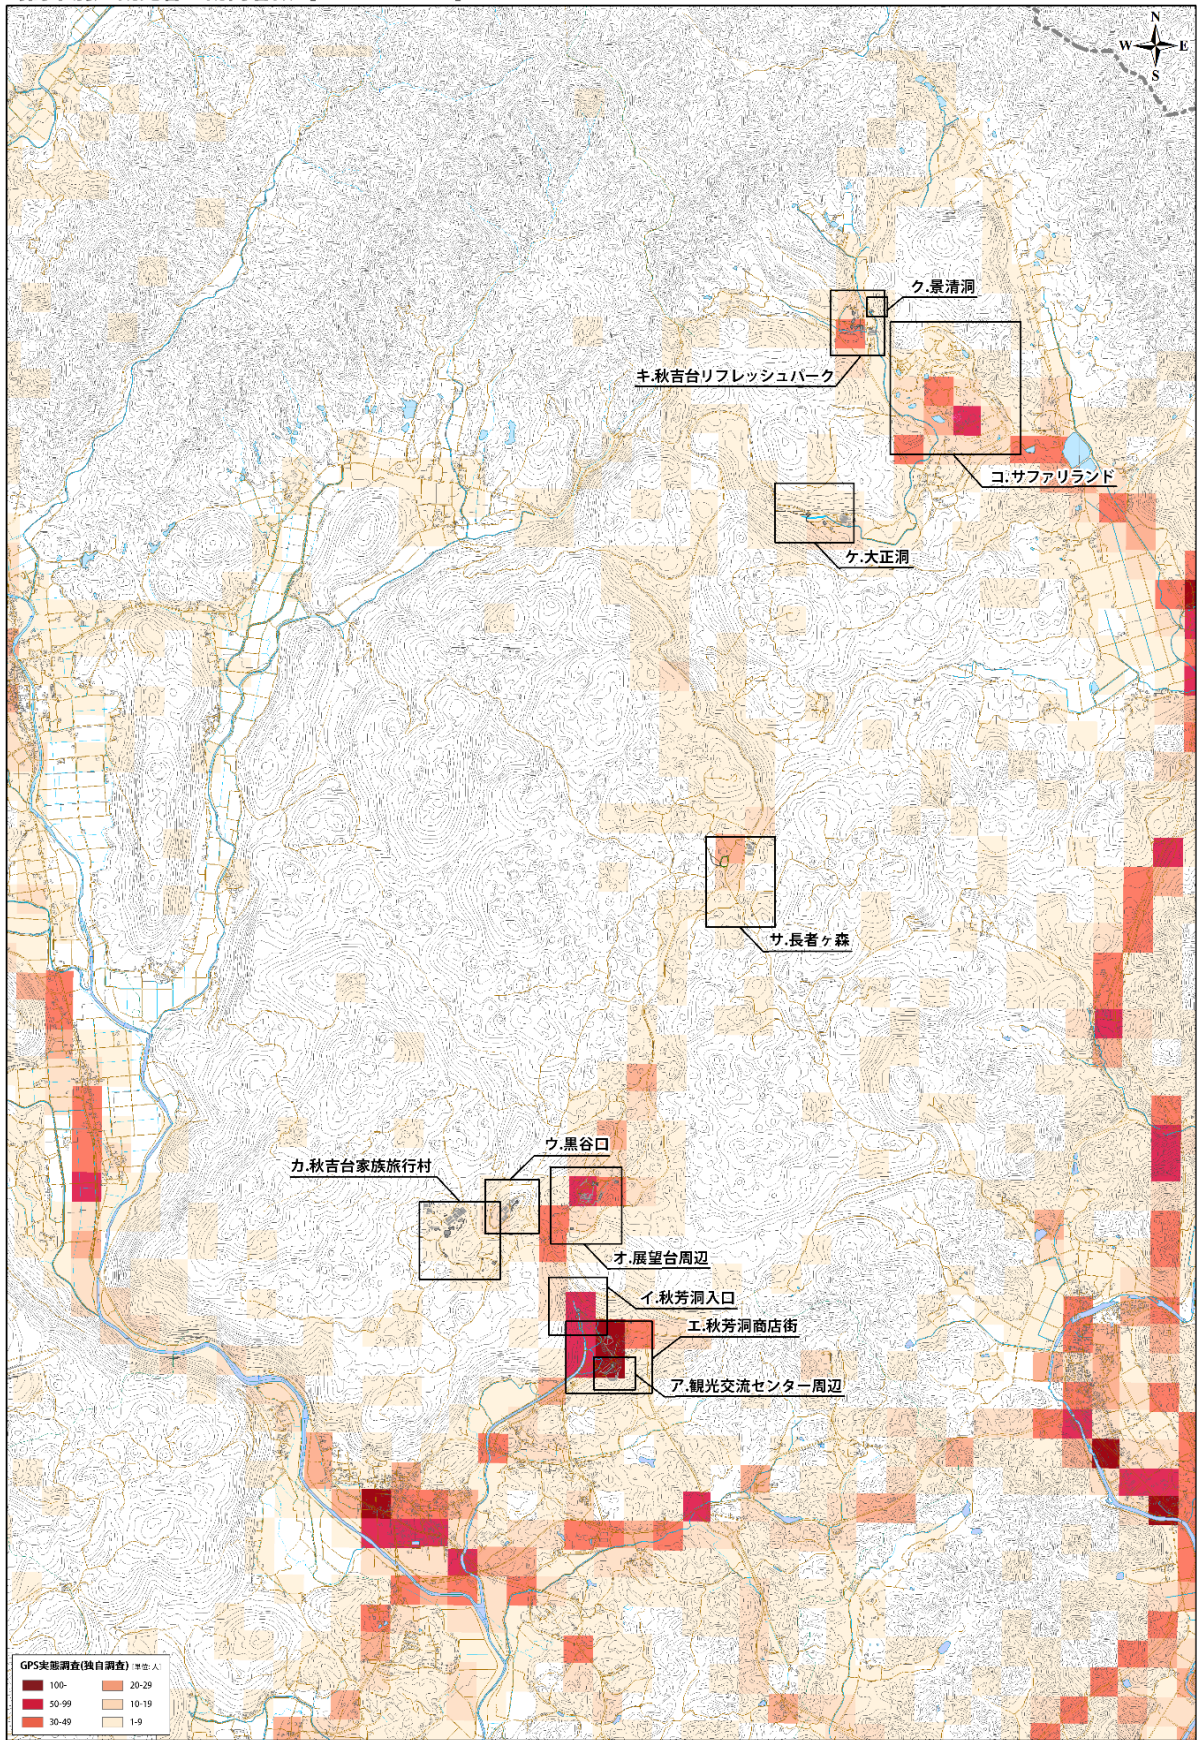 N
W E
S
ク.景清洞
キ.秋吉台リフレッシュパーク
コ.サファリランド
ケ.大正洞
サ.長者ヶ森
ウ.黒谷口
カ.秋吉台家族旅行村
オ.展望台周辺
イ.秋芳洞入口
エ.秋芳洞商店街
ア.観光交流センター周辺
GPS実態調査(独自調査) (単位:人)
100- 20-29
50-99 10-19
30-49 1-9